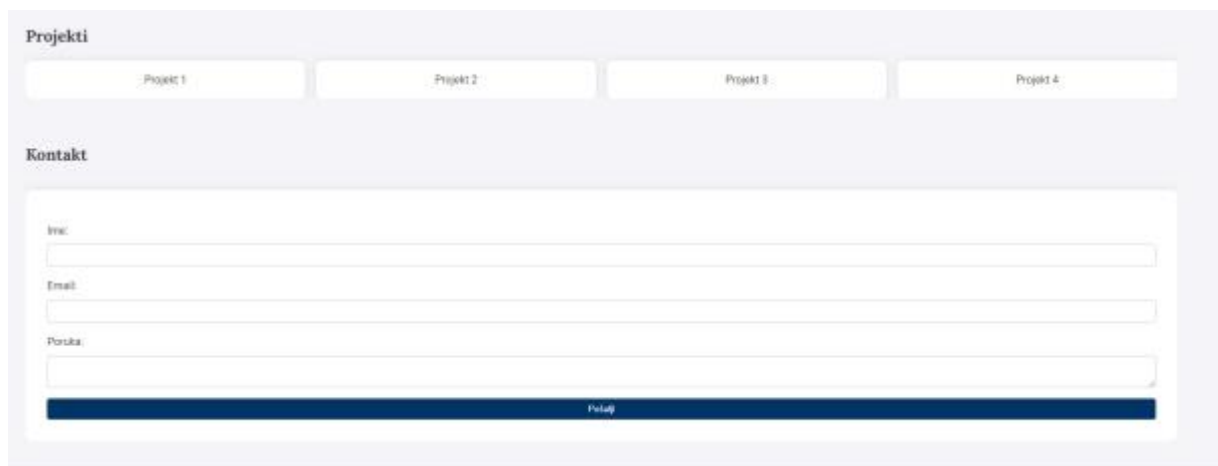 Projekti
Projekt 1 Projekt 2 Projekt 3 Projekt 4
Kontakt
Ime:
Email:
Poruka:
Pošalji